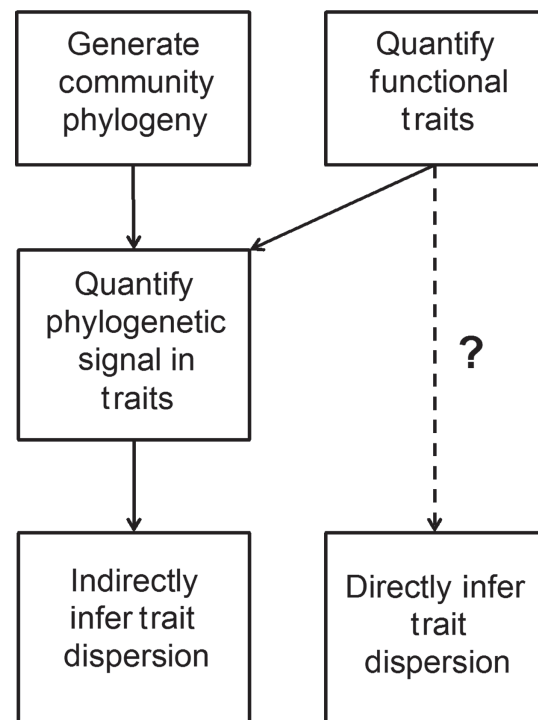 Generate
community
phylogeny
Quantify
functional
traits
Quantify
phylogenetic
signal in
traits
?
Indirectly
infer trait
dispersion
Directly infer
trait
dispersion